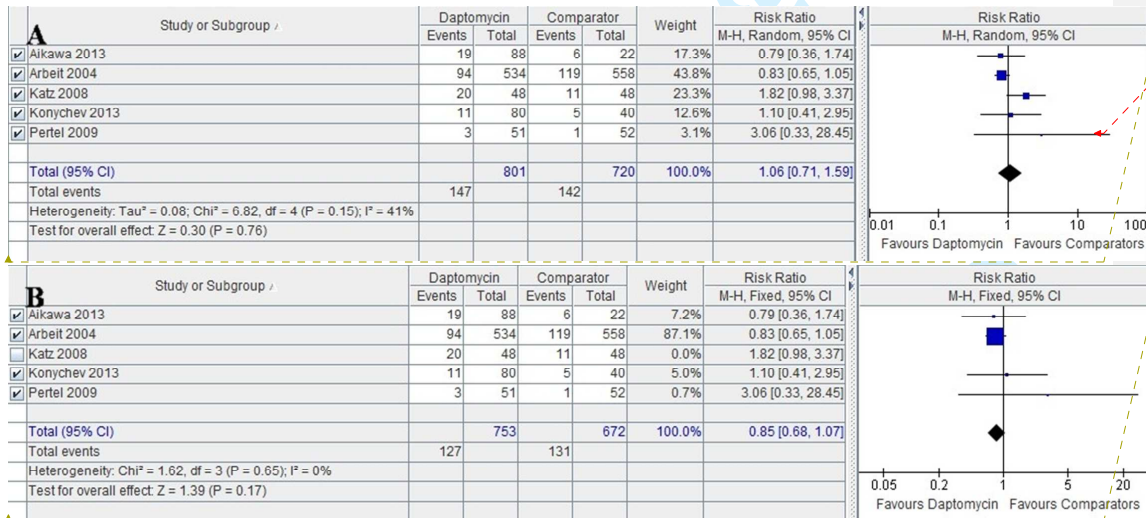 A
Study or Subgroup Daptomycin Comparator Weight Risk Ratio Risk Ratio
Events Total Events Total M-H, Random, 95% CI M-H, Random, 95% CI
Aikawa 2013 19 88 6 22 17.3% 0.79 [0.36, 1.74]
Arbeit 2004 94 534 119 558 43.8% 0.83 [0.65, 1.05]
Katz 2008 20 48 11 48 23.3% 1.82 [0.98, 3.37]
Konychev 2013 11 80 5 40 12.6% 1.10 [0.41, 2.95]
Pertel 2009 3 51 1 52 3.1% 3.06 [0.33, 28.45]
Total (95% CI) 801 720 100.0% 1.06 [0.71, 1.59]
Total events 147 142
Heterogeneity: Tau² = 0.08; Chi² = 6.82, df = 4 (P = 0.15); I² = 41%
Test for overall effect: Z = 0.30 (P = 0.76)
0.01 0.1 1 10 100
Favours Daptomycin Favours Comparators
B
Study or Subgroup Daptomycin Comparator Weight Risk Ratio Risk Ratio
Events Total Events Total M-H, Fixed, 95% CI M-H, Fixed, 95% CI
Aikawa 2013 19 88 6 22 7.2% 0.79 [0.36, 1.74]
Arbeit 2004 94 534 119 558 87.1% 0.83 [0.65, 1.05]
Katz 2008 20 48 11 48 0.0% 1.82 [0.98, 3.37]
Konychev 2013 11 80 5 40 5.0% 1.10 [0.41, 2.95]
Pertel 2009 3 51 1 52 0.7% 3.06 [0.33, 28.45]
Total (95% CI) 753 672 100.0% 0.85 [0.68, 1.07]
Total events 127 131
Heterogeneity: Chi² = 1.62, df = 3 (P = 0.65); I² = 0%
Test for overall effect: Z = 1.39 (P = 0.17)
0.05 0.2 1 5 20
Favours Daptomycin Favours Comparators